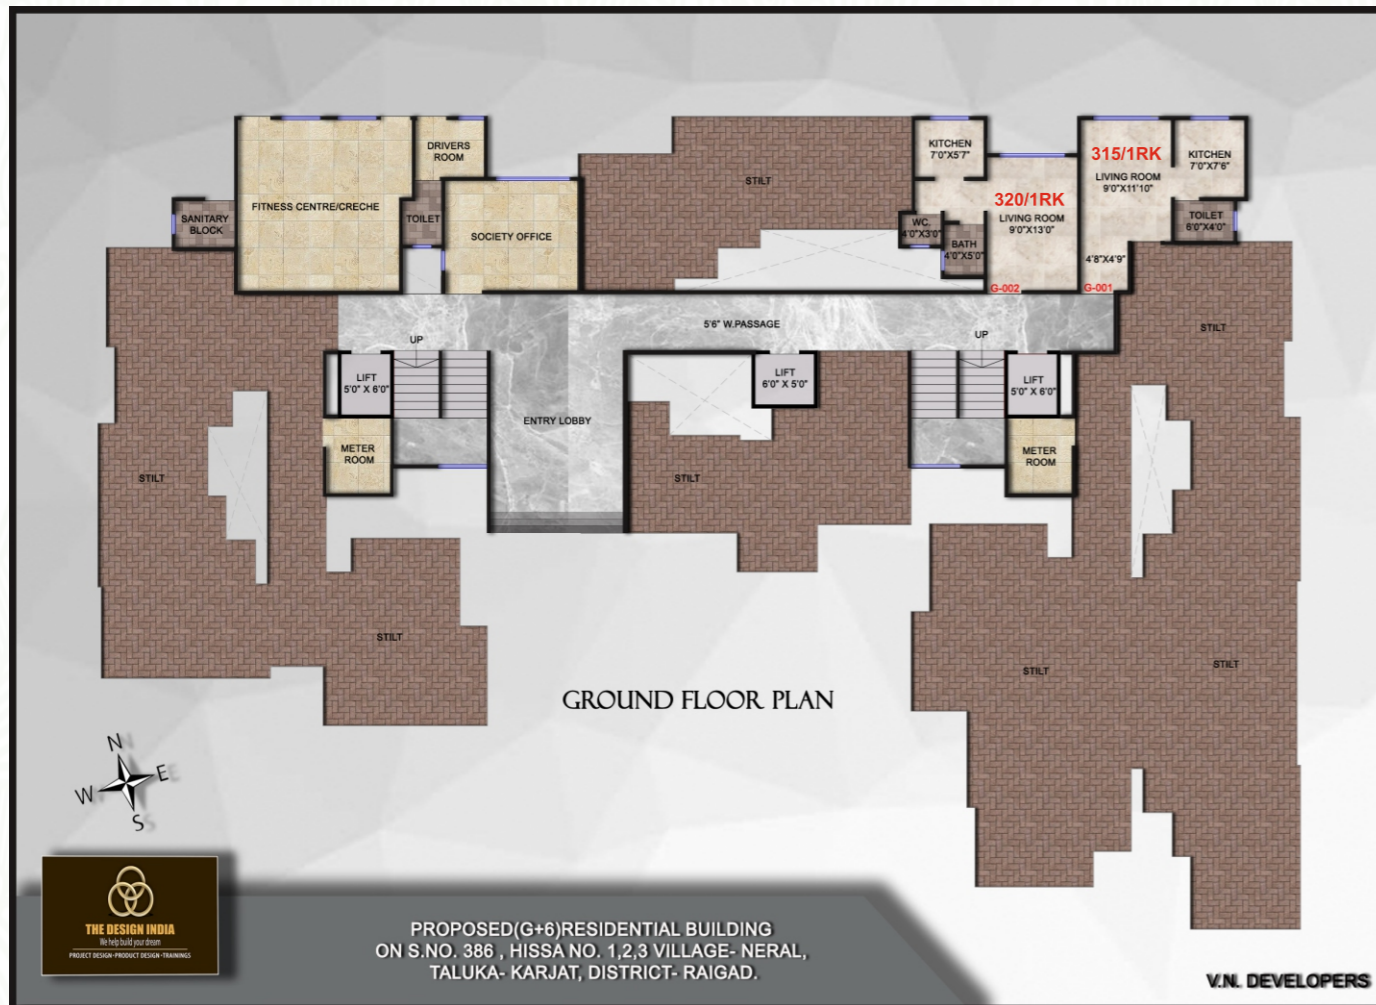 DRIVERS
ROOM
FITNESS CENTRE/CRECHE
SANITARY
BLOCK
TOILET
SOCIETY OFFICE
STILT
KITCHEN
7'0"X5'7"
320/1RK
LIVING ROOM
9'0"X13'0"
WC.
4'0"X3'0"
BATH
4'0"X5'0"
G-002
315/1RK
LIVING ROOM
9'0"X11'10"
KITCHEN
7'0"X7'6"
TOILET
6'0"X4'0"
4'8"X4'9"
G-001
5'6" W.PASSAGE
UP
UP
STILT
LIFT
5'0" X 6'0"
LIFT
6'0" X 5'0"
LIFT
5'0" X 6'0"
ENTRY LOBBY
METER
ROOM
METER
ROOM
STILT
STILT
STILT
STILT
STILT
GROUND FLOOR PLAN
N
E
W
S
THE DESIGN INDIA
We help build your dream
PROJECT DESIGN•PRODUCT DESIGN•TRAININGS
PROPOSED(G+6)RESIDENTIAL BUILDING
ON S.NO. 386 , HISSA NO. 1,2,3 VILLAGE- NERAL,
TALUKA- KARJAT, DISTRICT- RAIGAD.
V.N. DEVELOPERS